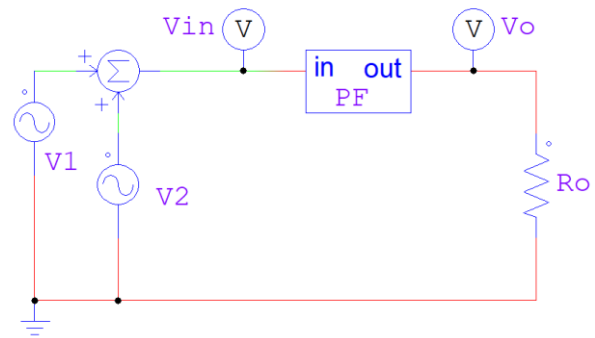 Vin V V Vo
+ Σ in out
+ PF
V1 V2 Ro